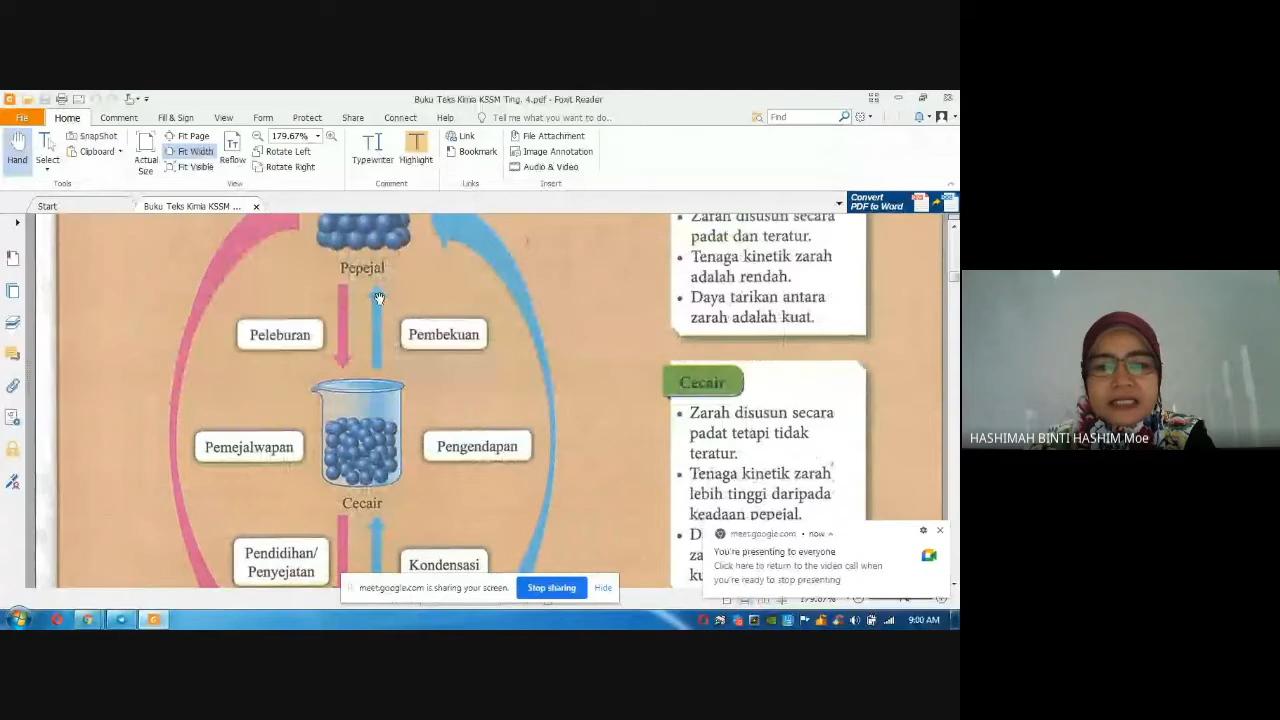 Buku Teks Kimia KSSM Ting. 4.pdf - Foxit Reader
File Home Comment Fill & Sign View Form Protect Share Connect Help Tell me what you want to do.. Find
Hand
Select
SnapShot
Clipboard
Actual Size
Fit Page
Fit Width
Fit Visible
Reflow
179.67%
Rotate Left
Rotate Right
Typewriter
Highlight
Link
Bookmark
File Attachment
Image Annotation
Audio & Video
Tools View Comment Links Insert
Start
Buku Teks Kimia KSSM ...
Convert
PDF to Word
Pepejal
Peleburan
Pembekuan
Pemejalwapan
Pengendapan
Cecair
Pendidihan/
Penyejatan
Kondensasi
• Zarah disusun secara
padat dan teratur.
• Tenaga kinetik zarah
adalah rendah.
• Daya tarikan antara
zarah adalah kuat.
Cecair
• Zarah disusun secara
padat tetapi tidak
teratur.
• Tenaga kinetik zarah
lebih tinggi daripada
keadaan pepejal.
meet.google.com • now
You're presenting to everyone
Click here to return to the video call when
you're ready to stop presenting
meet.google.com is sharing your screen.
Stop sharing
Hide
179.67%
9:00 AM
HASHIMAH BINTI HASHIM Moe